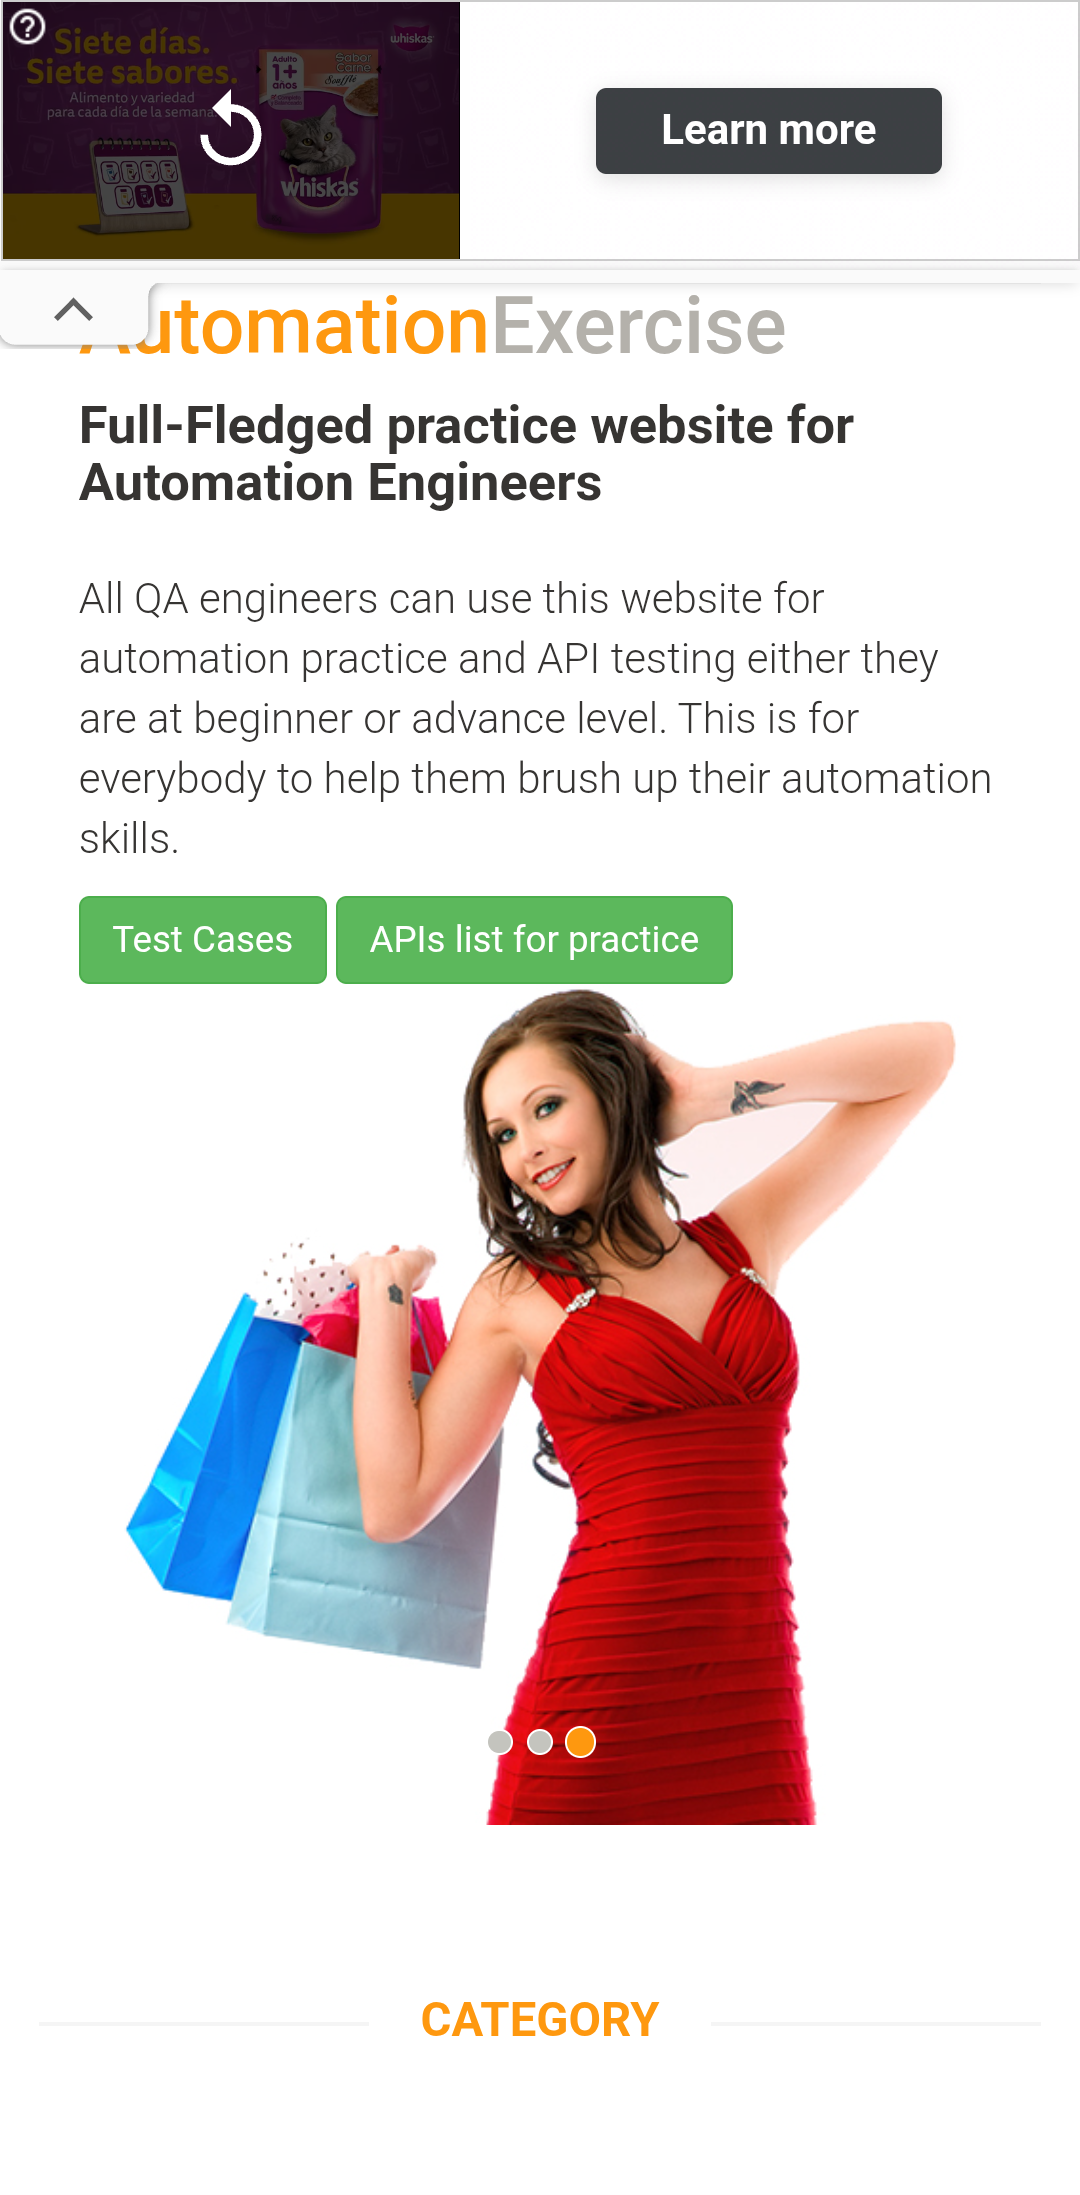 Siete días.
Siete sabores.
Alimento y variedad
para cada día de la semana.
whiskas
Adulto
1+
años
Sabor
Carne
Soufflé
whiskas
Learn more
AutomationExercise
Full-Fledged practice website for
Automation Engineers
All QA engineers can use this website for
automation practice and API testing either they
are at beginner or advance level. This is for
everybody to help them brush up their automation
skills.
Test Cases
APIs list for practice
CATEGORY